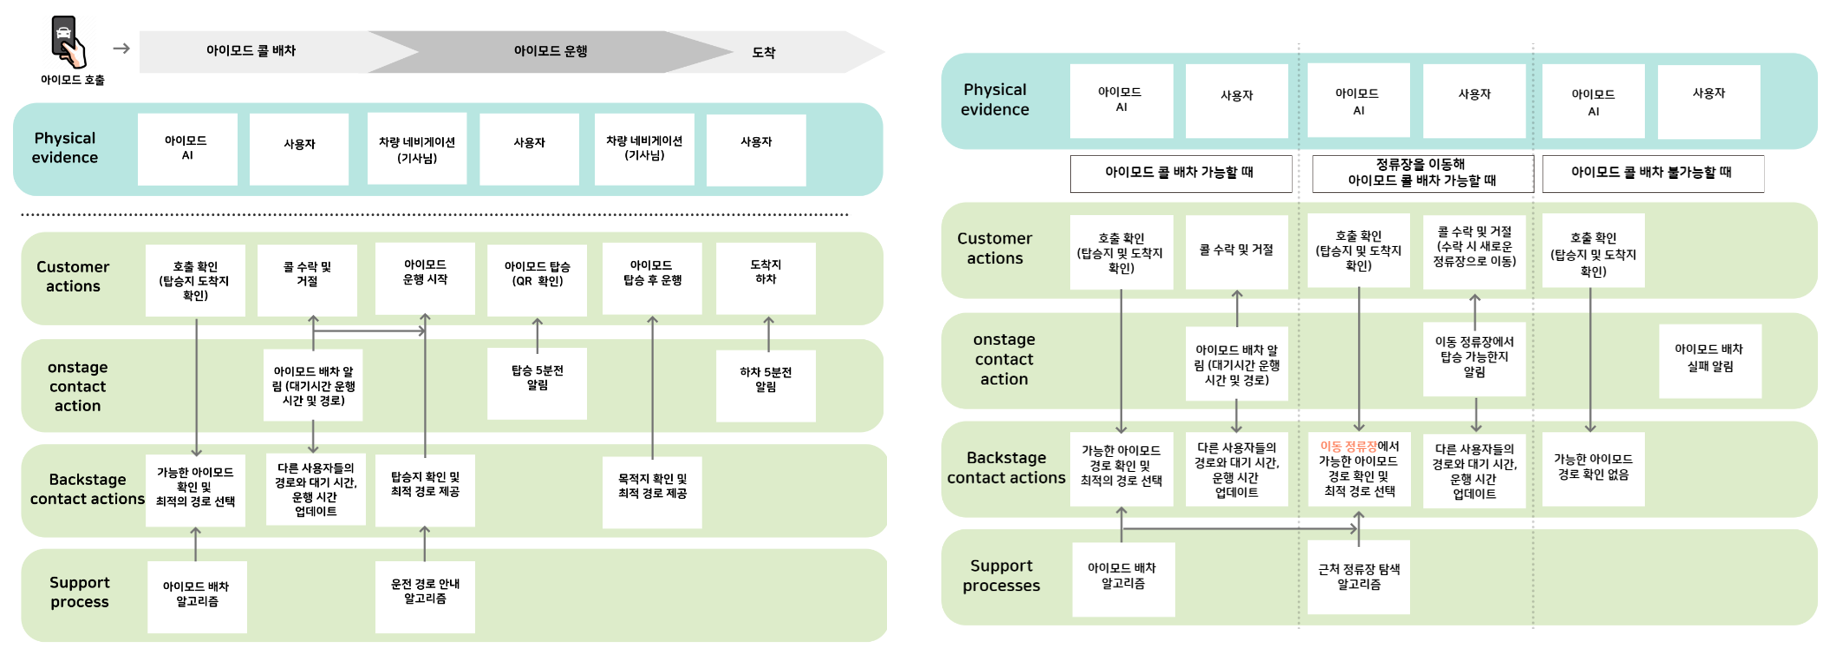 아이모드 호출
아이모드 콜 배차
아이모드 운행
도착
Physical
evidence
아이모드
AI
사용자
차량 네비게이션
(기사님)
사용자
차량 네비게이션
(기사님)
사용자
Customer
actions
호출 확인
(탑승지 도착지
확인)
콜 수락 및
거절
아이모드
운행 시작
아이모드 탑승
(QR 확인)
아이모드
탑승 후 운행
도착지
하차
onstage
contact
action
아이모드 배차 알
림 (대기시간 운행
시간 및 경로)
탑승 5분전
알림
하차 5분전
알림
Backstage
contact actions
가능한 아이모드
확인 및
최적의 경로 선택
다른 사용자들의
경로와 대기 시간,
운행 시간
업데이트
탑승지 확인 및
최적 경로 제공
목적지 확인 및
최적 경로 제공
Support
process
아이모드 배차
알고리즘
운전 경로 안내
알고리즘
Physical
evidence
아이모드
AI
사용자
아이모드
AI
사용자
아이모드
AI
사용자
아이모드 콜 배차 가능할 때
정류장을 이동해
아이모드 콜 배차 가능할 때
아이모드 콜 배차 불가능할 때
Customer
actions
호출 확인
(탑승지 및 도착지
확인)
콜 수락 및 거절
호출 확인
(탑승지 및 도착지
확인)
콜 수락 및 거절
(수락 시 새로운
정류장으로 이동)
호출 확인
(탑승지 및 도착지
확인)
onstage
contact
action
아이모드 배차 알
림 (대기시간 운행
시간 및 경로)
이동 정류장에서
탑승 가능한지
알림
아이모드 배차
실패 알림
Backstage
contact actions
가능한 아이모드
경로 확인 및
최적의 경로 선택
다른 사용자들의
경로와 대기 시간,
운행 시간
업데이트
이동 정류장에서
가능한 아이모드
경로 확인 및
최적 경로 선택
다른 사용자들의
경로와 대기 시간,
운행 시간
업데이트
가능한 아이모드
경로 확인 없음
Support
processes
아이모드 배차
알고리즘
근처 정류장 탐색
알고리즘